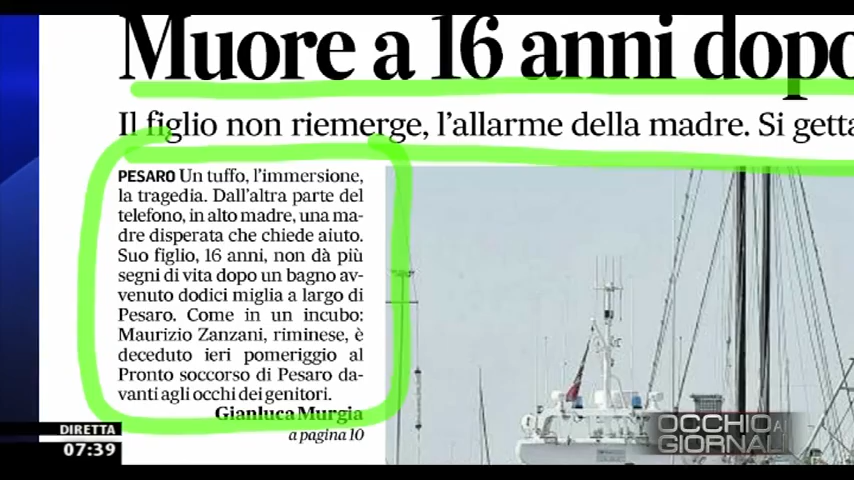 Muore a 16 anni dopo
Il figlio non riemerge, l'allarme della madre. Si getta
PESARO Un tuffo, l'immersione,
la tragedia. Dall'altra parte del
telefono, in alto madre, una ma-
dre disperata che chiede aiuto.
Suo figlio, 16 anni, non dà più
segni di vita dopo un bagno av-
venuto dodici miglia a largo di
Pesaro. Come in un incubo:
Maurizio Zanzani, riminese, è
deceduto ieri pomeriggio al
Pronto soccorso di Pesaro da-
vanti agli occhi dei genitori.
Gianluca Murgia
a pagina 10
DIRETTA
07:39
OCCHIO AI
GIORNALI